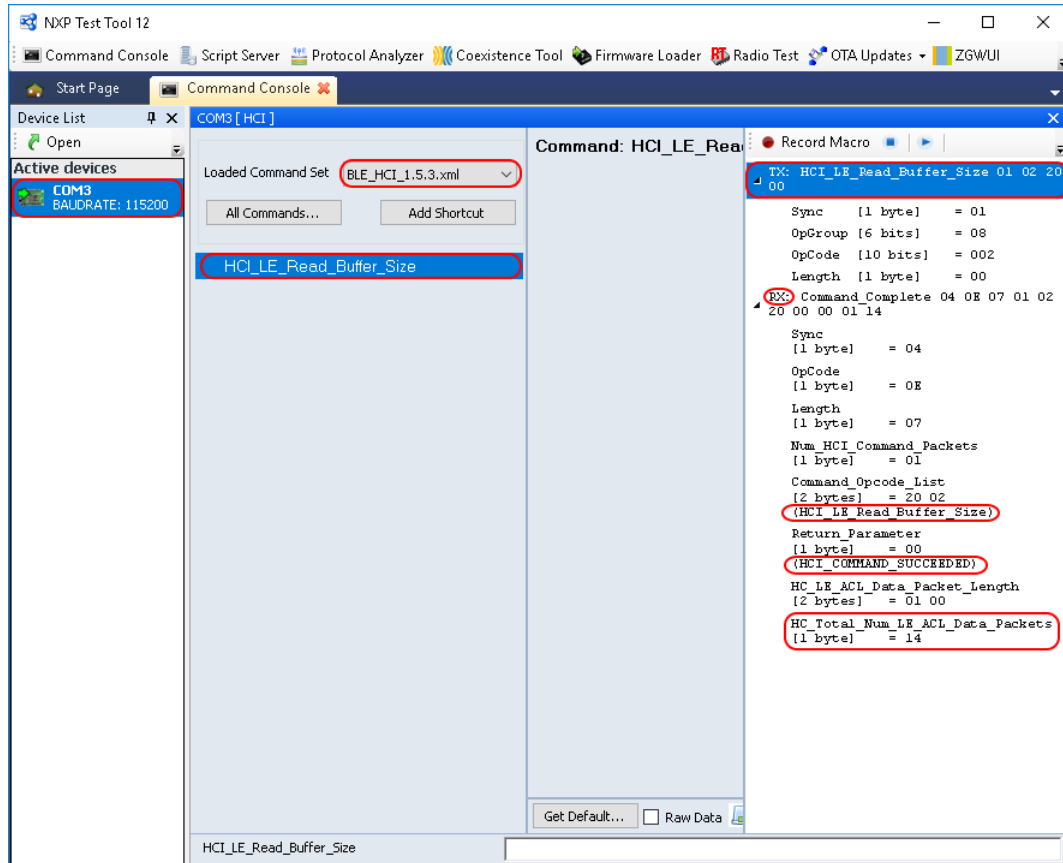 NXP Test Tool 12
Command Console Script Server Protocol Analyzer Coexistence Tool Firmware Loader Radio Test OTA Updates ZGWUI
Start Page Command Console
Device List
Open
Active devices
COM3
BAUDRATE: 115200
COM3 [ HCI ]
Loaded Command Set BLE_HCI_1.5.3.xml
All Commands... Add Shortcut
HCI_LE_Read_Buffer_Size
Command: HCI_LE_Rea
Get Default... Raw Data
Record Macro
TX: HCI_LE_Read_Buffer_Size 01 02 20
00
Sync [1 byte] = 01
OpGroup [6 bits] = 08
OpCode [10 bits] = 002
Length [1 byte] = 00
RX: Command_Complete 04 0E 07 01 02
20 00 00 01 14
Sync
[1 byte] = 04
OpCode
[1 byte] = 0E
Length
[1 byte] = 07
Num_HCI_Command_Packets
[1 byte] = 01
Command_Opcode_List
[2 bytes] = 20 02
(HCI_LE_Read_Buffer_Size)
Return_Parameter
[1 byte] = 00
(HCI_COMMAND_SUCCEEDED)
HC_LE_ACL_Data_Packet_Length
[2 bytes] = 01 00
HC_Total_Num_LE_ACL_Data_Packets
[1 byte] = 14
HCI_LE_Read_Buffer_Size